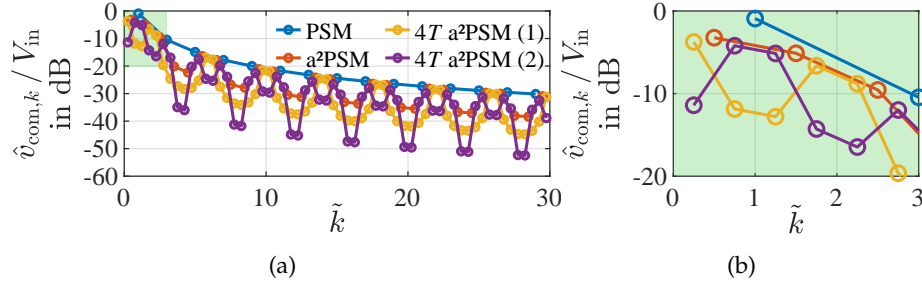 0
-10
-20
-30
-40
-50
-60
0 10 20 30
v̂com,k / Vin
in dB
k̃
PSM
a²PSM
4T a²PSM (1)
4T a²PSM (2)
(a)
0
-10
-20
0 1 2 3
v̂com,k / Vin
in dB
k̃
(b)